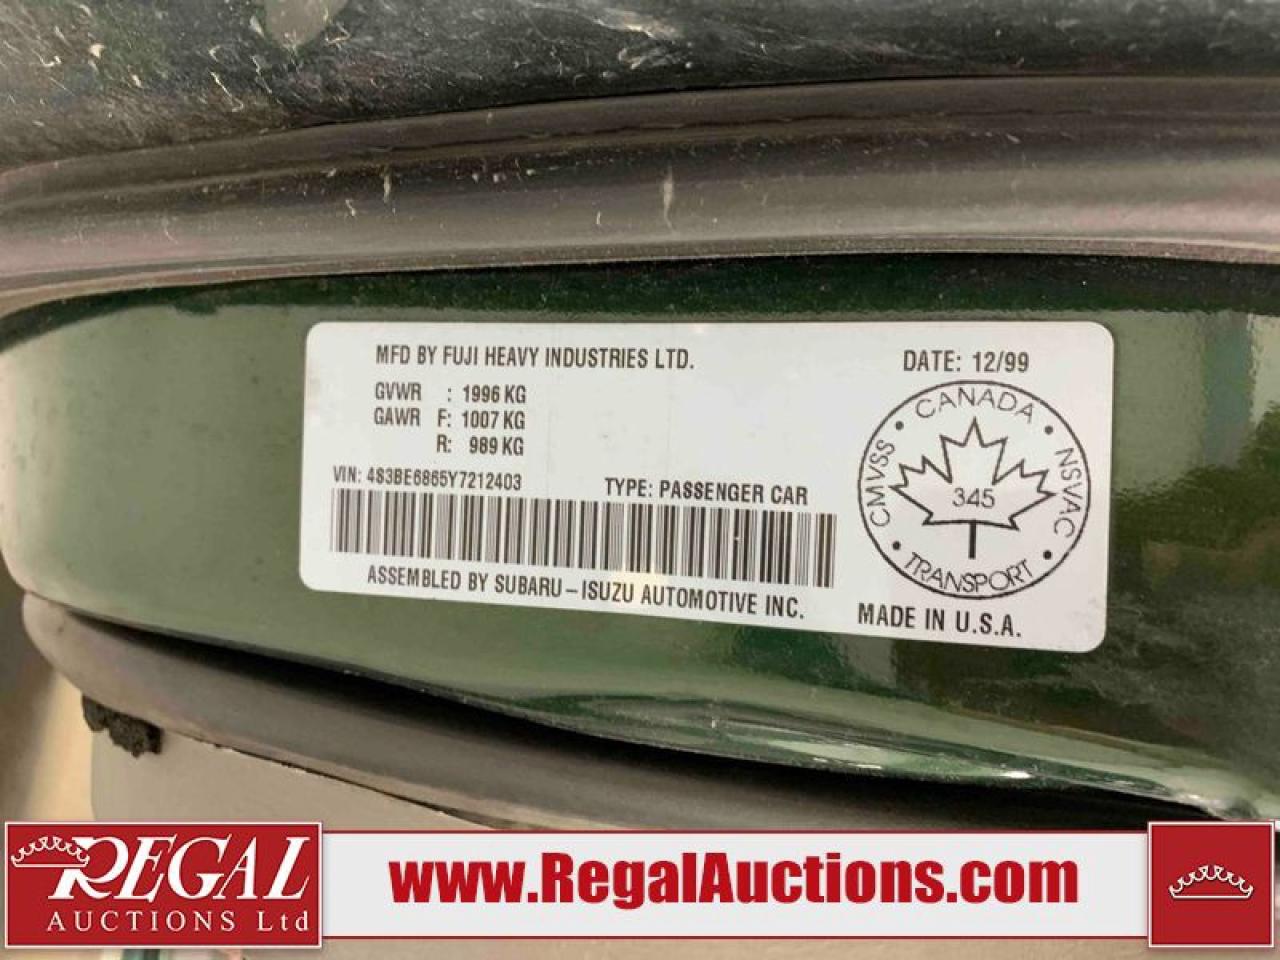 MFD BY FUJI HEAVY INDUSTRIES LTD.
DATE: 12/99
GVWR : 1996 KG
GAWR F: 1007 KG
R: 989 KG
VIN: 4S3BE6865Y7212403
TYPE: PASSENGER CAR
CANADA
CMVSS
NSVAC
345
TRANSPORT
ASSEMBLED BY SUBARU-ISUZU AUTOMOTIVE INC.
MADE IN U.S.A.
REGAL
AUCTIONS Ltd
www.RegalAuctions.com